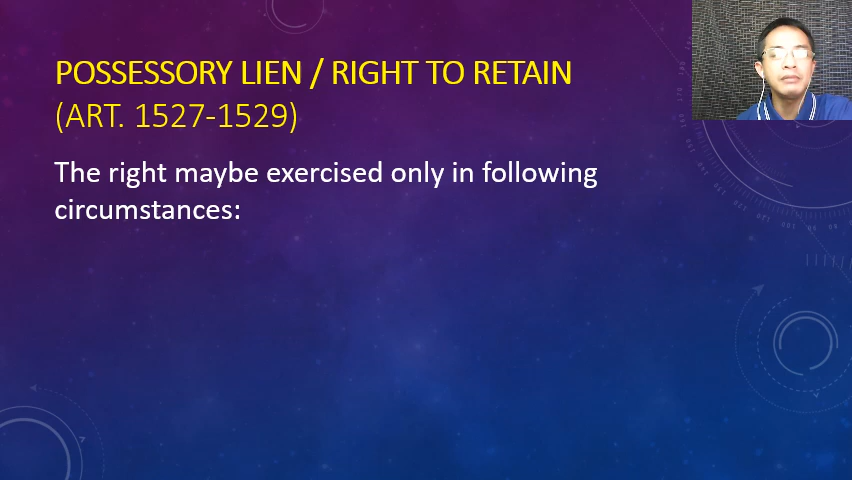 POSSESSORY LIEN / RIGHT TO RETAIN
(ART. 1527-1529)
The right maybe exercised only in following
circumstances: